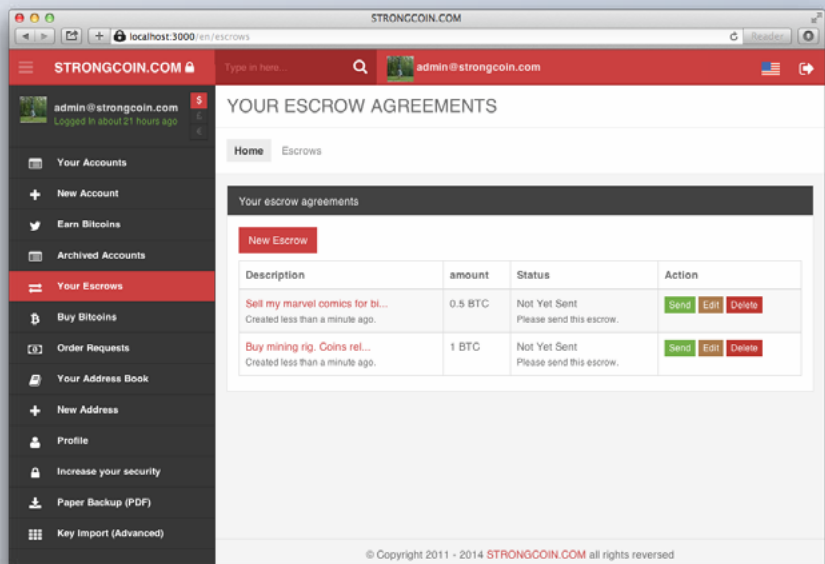 STRONGCOIN.COM
localhost:3000/en/escrows
Reader
STRONGCOIN.COM
Type in here...
admin@strongcoin.com
admin@strongcoin.com
Logged In about 21 hours ago
$
£
€
Your Accounts
New Account
Earn Bitcoins
Archived Accounts
Your Escrows
Buy Bitcoins
Order Requests
Your Address Book
New Address
Profile
Increase your security
Paper Backup (PDF)
Key Import (Advanced)
YOUR ESCROW AGREEMENTS
Home Escrows
Your escrow agreements
New Escrow
Description amount Status Action
Sell my marvel comics for bi... 0.5 BTC Not Yet Sent Send Edit Delete
Created less than a minute ago. Please send this escrow.
Buy mining rig. Coins rel... 1 BTC Not Yet Sent Send Edit Delete
Created less than a minute ago. Please send this escrow.
© Copyright 2011 - 2014 STRONGCOIN.COM all rights reversed